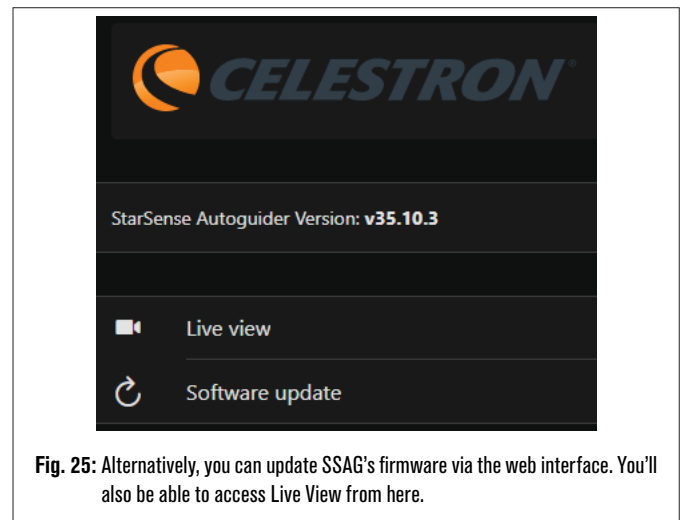 CELESTRON®
StarSense Autoguider Version: v35.10.3
Live view
Software update
Fig. 25: Alternatively, you can update SSAG's firmware via the web interface. You'll
also be able to access Live View from here.